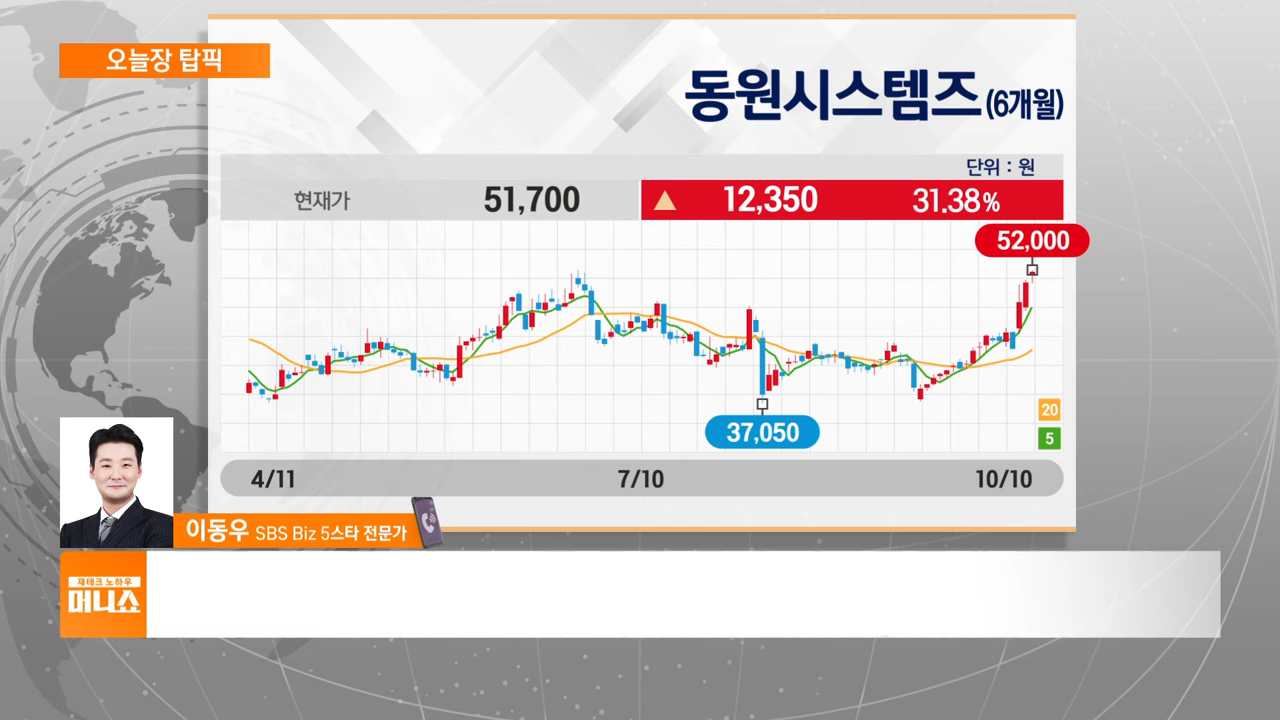 오늘장 탑픽
동원시스템즈 (6개월)
단위 : 원
현재가 51,700 ▲ 12,350 31.38%
52,000
37,050
20
5
4/11 7/10 10/10
이동우 SBS Biz 5스타 전문가
재테크 노하우
머니쇼